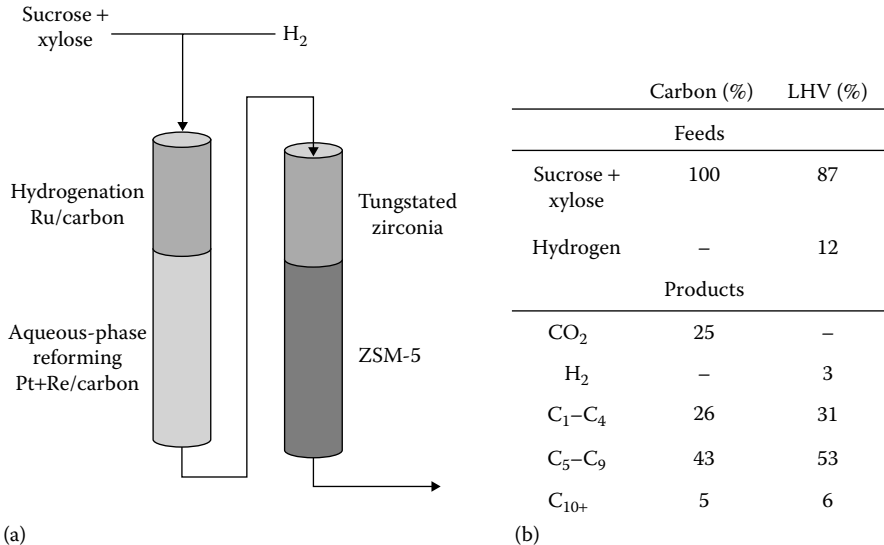 Sucrose +
xylose
H2
Hydrogenation
Ru/carbon
Aqueous-phase
reforming
Pt+Re/carbon
Tungstated
zirconia
ZSM-5
(a)
Carbon (%) LHV (%)
Feeds
Sucrose + 100 87
xylose
Hydrogen – 12
Products
CO2 25 –
H2 – 3
C1–C4 26 31
C5–C9 43 53
C10+ 5 6
(b)